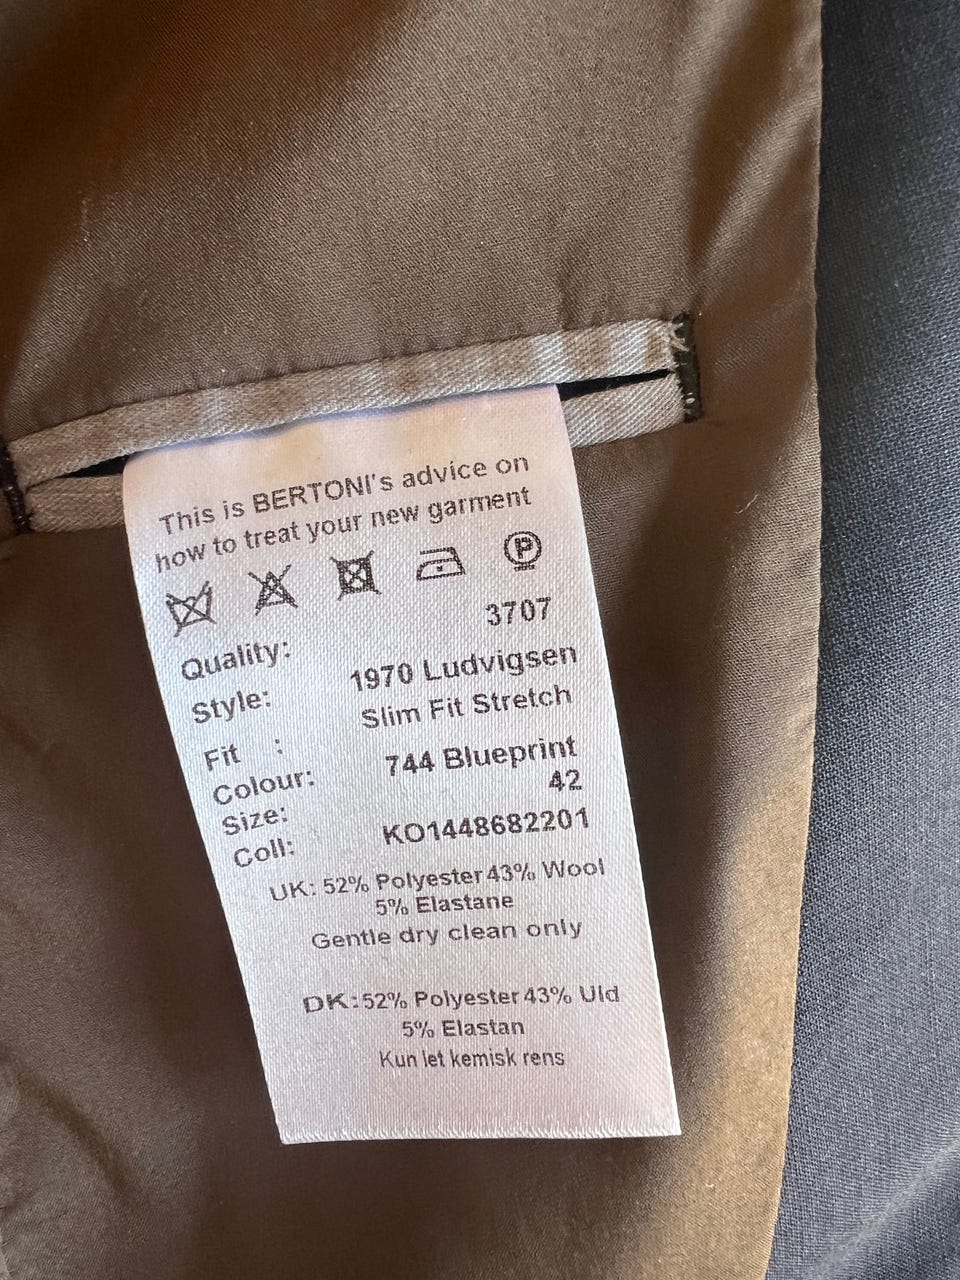 This is BERTONI's advice on
how to treat your new garment
P
Quality: 3707
Style: 1970 Ludvigsen
Fit : Slim Fit Stretch
Colour: 744 Blueprint
Size: 42
Coll: KO1448682201
UK: 52% Polyester 43% Wool
5% Elastane
Gentle dry clean only
DK: 52% Polyester 43% Uld
5% Elastan
Kun let kemisk rens